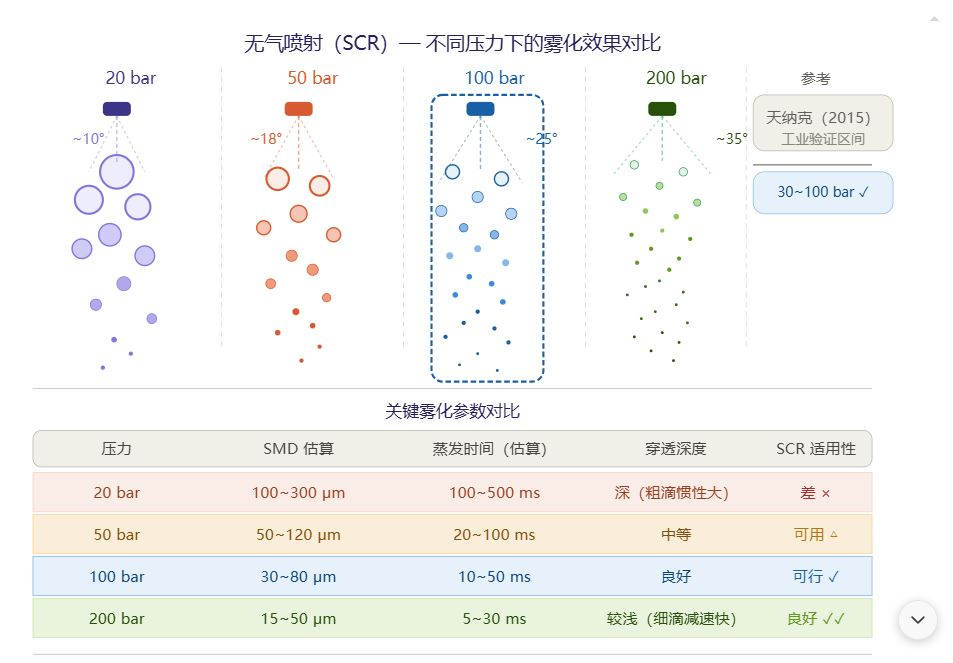 无气喷射（SCR）— 不同压力下的雾化效果对比
20 bar
50 bar
100 bar
200 bar
参考
~10°
~18°
~25°
~35°
天纳克（2015）
工业验证区间
30~100 bar ✓
关键雾化参数对比
压力 SMD 估算 蒸发时间（估算） 穿透深度 SCR 适用性
20 bar 100~300 μm 100~500 ms 深（粗滴惯性大） 差 ×
50 bar 50~120 μm 20~100 ms 中等 可用 △
100 bar 30~80 μm 10~50 ms 良好 可行 ✓
200 bar 15~50 μm 5~30 ms 较浅（细滴减速快） 良好 ✓✓